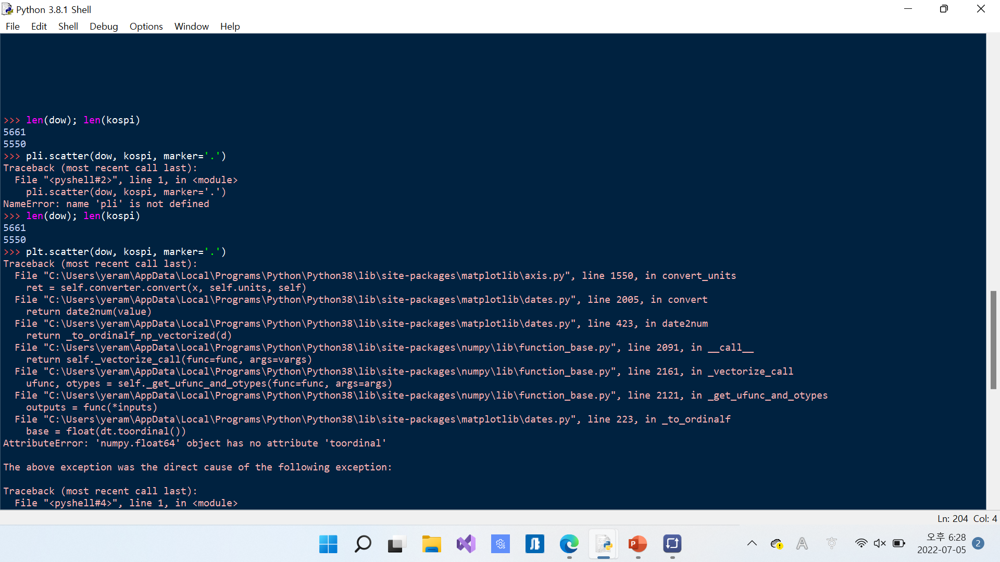 Python 3.8.1 Shell
File Edit Shell Debug Options Window Help
>>> len(dow); len(kospi)
5661
5550
>>> pli.scatter(dow, kospi, marker='.')
Traceback (most recent call last):
  File "<pyshell#2>", line 1, in <module>
    pli.scatter(dow, kospi, marker='.')
NameError: name 'pli' is not defined
>>> len(dow); len(kospi)
5661
5550
>>> plt.scatter(dow, kospi, marker='.')
Traceback (most recent call last):
  File "C:\Users\yeram\AppData\Local\Programs\Python\Python38\lib\site-packages\matplotlib\axis.py", line 1550, in convert_units
    ret = self.converter.convert(x, self.units, self)
  File "C:\Users\yeram\AppData\Local\Programs\Python\Python38\lib\site-packages\matplotlib\dates.py", line 2005, in convert
    return date2num(value)
  File "C:\Users\yeram\AppData\Local\Programs\Python\Python38\lib\site-packages\matplotlib\dates.py", line 423, in date2num
    return _to_ordinalf_np_vectorized(d)
  File "C:\Users\yeram\AppData\Local\Programs\Python\Python38\lib\site-packages\numpy\lib\function_base.py", line 2091, in __call__
    return self._vectorize_call(func=func, args=vargs)
  File "C:\Users\yeram\AppData\Local\Programs\Python\Python38\lib\site-packages\numpy\lib\function_base.py", line 2161, in _vectorize_call
    ufunc, otypes = self._get_ufunc_and_otypes(func=func, args=args)
  File "C:\Users\yeram\AppData\Local\Programs\Python\Python38\lib\site-packages\numpy\lib\function_base.py", line 2121, in _get_ufunc_and_otypes
    outputs = func(*inputs)
  File "C:\Users\yeram\AppData\Local\Programs\Python\Python38\lib\site-packages\matplotlib\dates.py", line 223, in _to_ordinalf
    base = float(dt.toordinal())
AttributeError: 'numpy.float64' object has no attribute 'toordinal'
The above exception was the direct cause of the following exception:
Traceback (most recent call last):
  File "<pyshell#4>", line 1, in <module>
Ln: 204 Col: 4
P
A
오후 6:28
2022-07-05
2